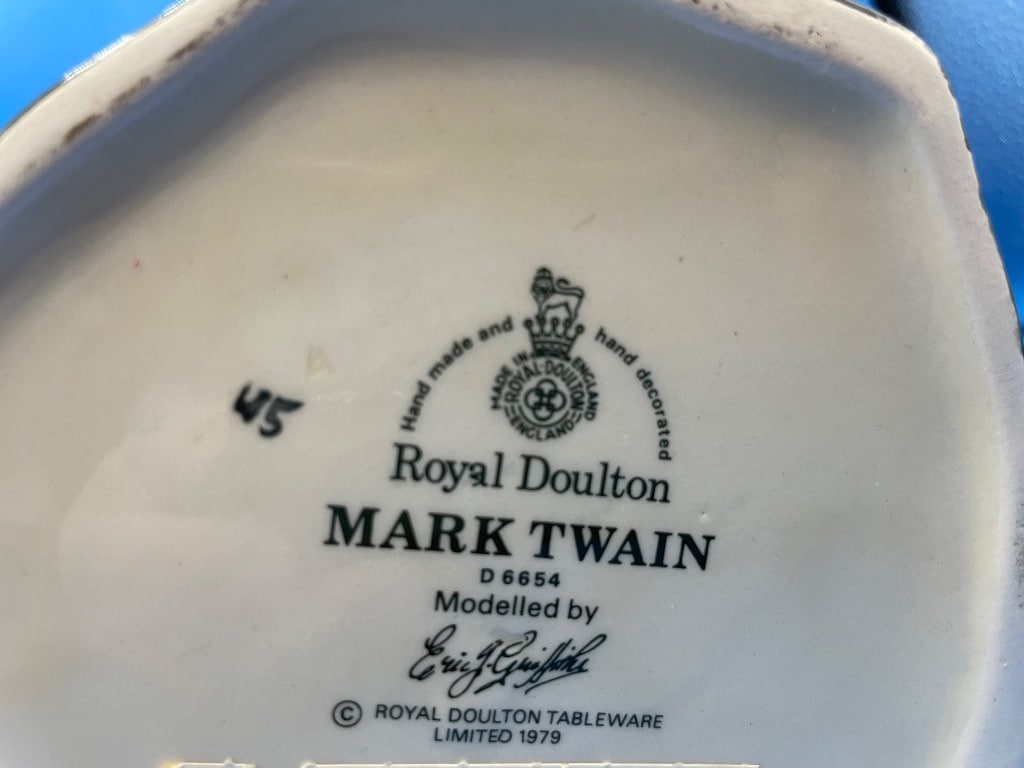 Hand made and hand decorated
MADE IN ENGLAND
ROYAL DOULTON
ENGLAND
Royal Doulton
MARK TWAIN
D 6654
Modelled by
Eric J. Griffiths
© ROYAL DOULTON TABLEWARE
LIMITED 1979